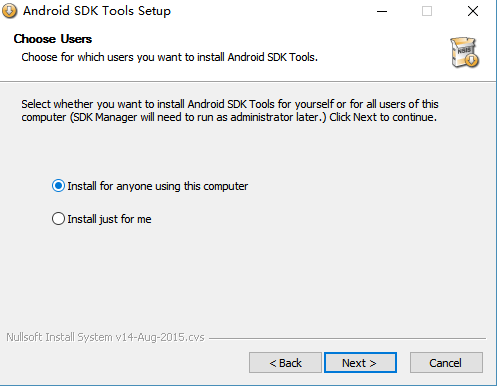 Android SDK Tools Setup
Choose Users
Choose for which users you want to install Android SDK Tools.
NSIS
Select whether you want to install Android SDK Tools for yourself or for all users of this
computer (SDK Manager will need to run as administrator later.) Click Next to continue.
Install for anyone using this computer
Install just for me
Nullsoft Install System v14-Aug-2015.cvs
< Back
Next >
Cancel